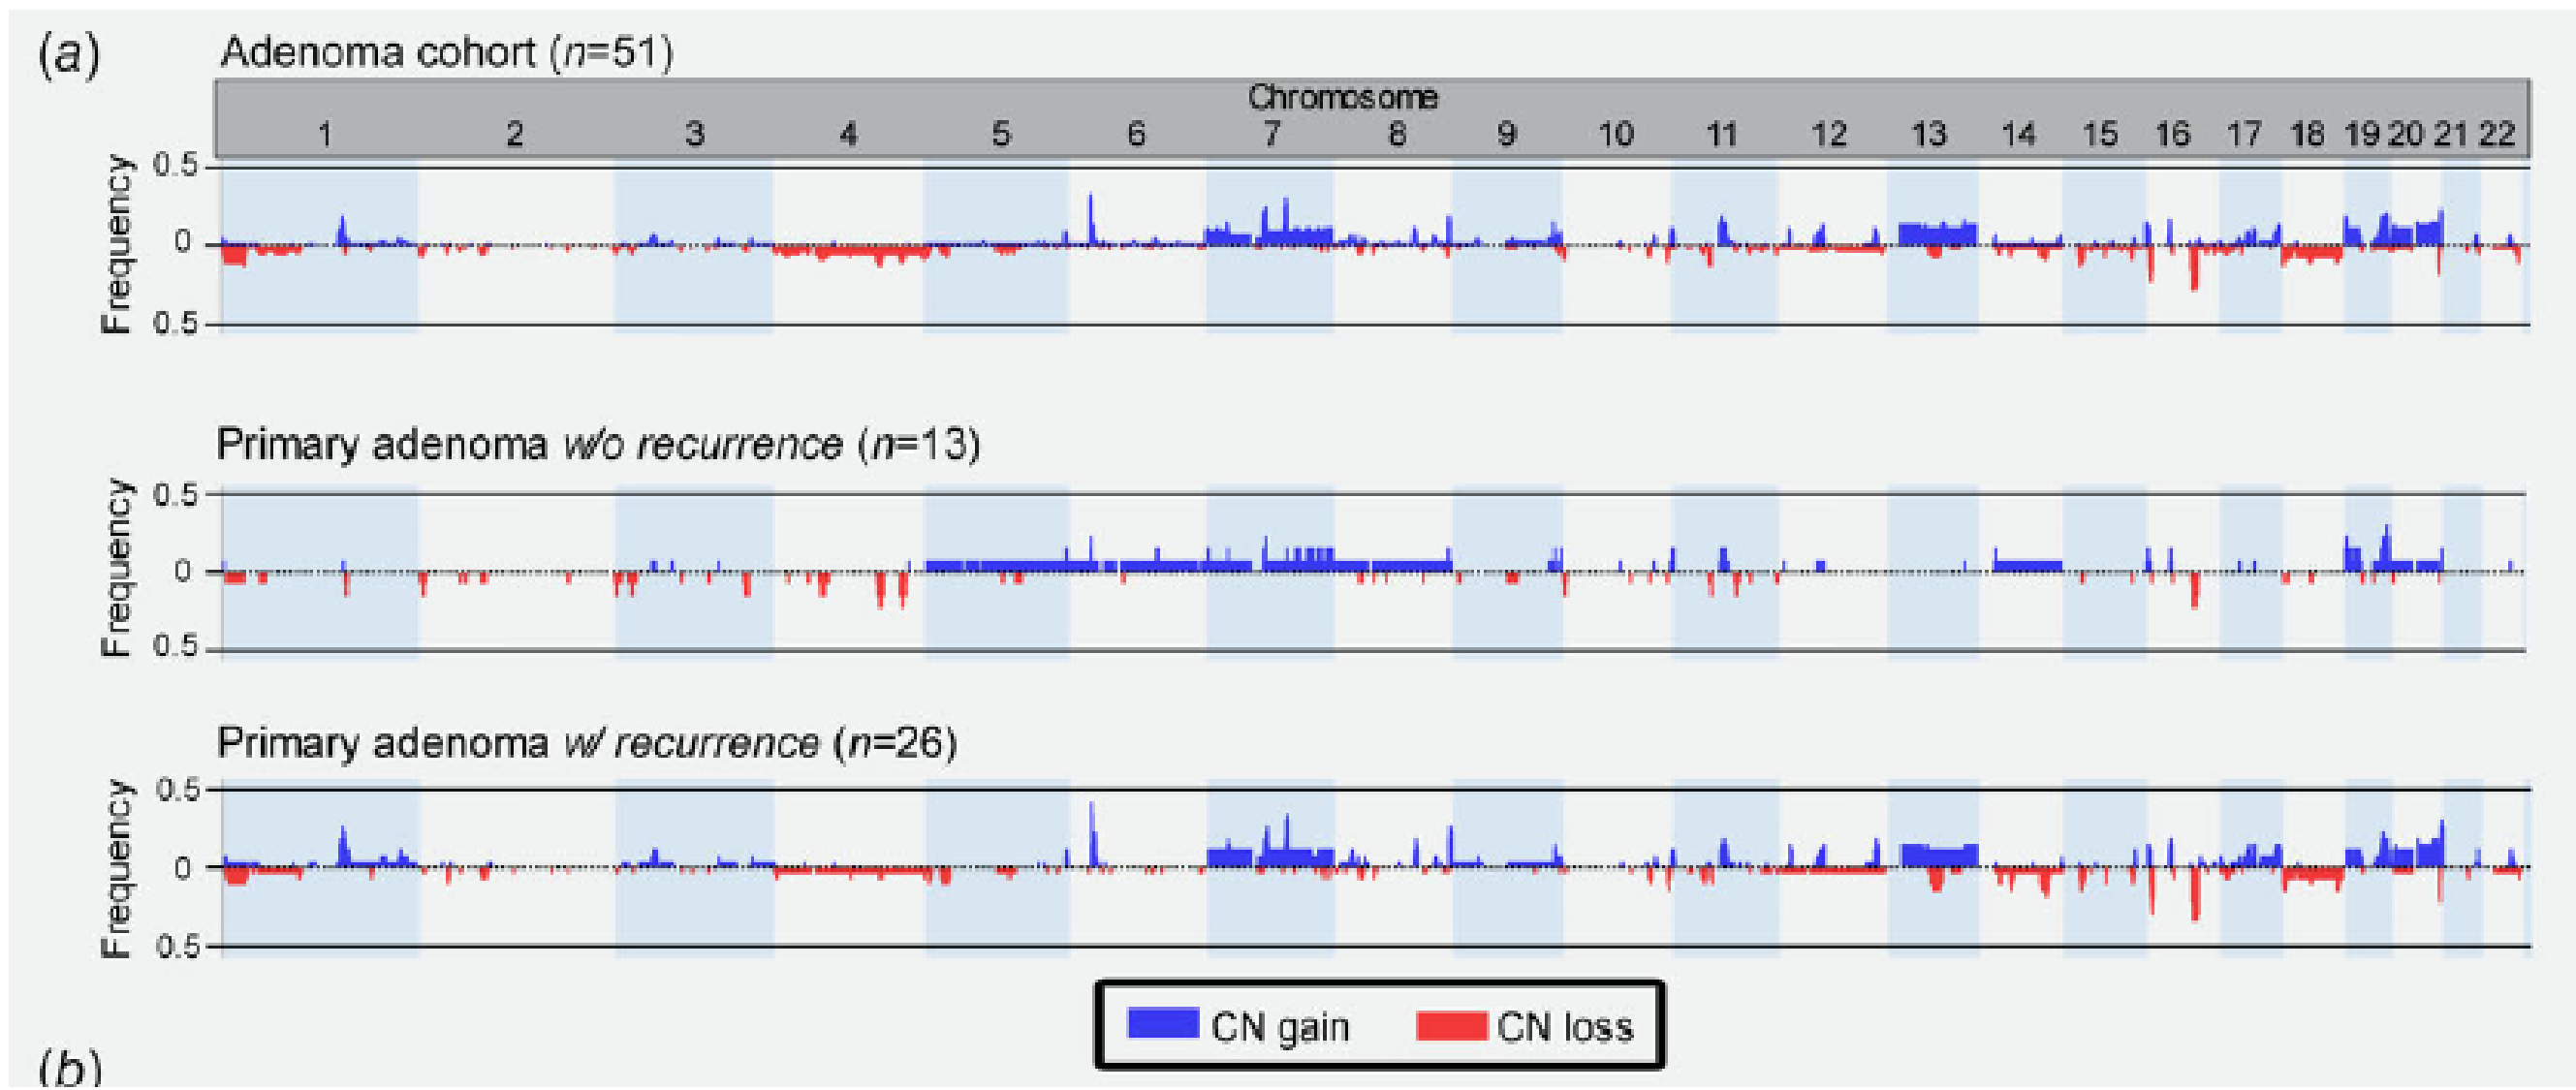 (a)
Adenoma cohort (n=51)
Chromosome
1 2 3 4 5 6 7 8 9 10 11 12 13 14 15 16 17 18 19 20 21 22
Frequency
0.5
0
0.5
Primary adenoma w/o recurrence (n=13)
Frequency
0.5
0
0.5
Primary adenoma w/ recurrence (n=26)
Frequency
0.5
0
0.5
CN gain CN loss
(b)